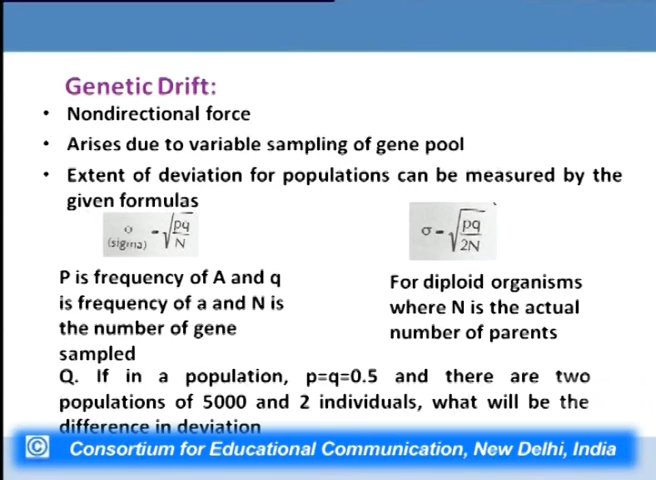 Genetic Drift:
• Nondirectional force
• Arises due to variable sampling of gene pool
• Extent of deviation for populations can be measured by the
given formulas
σ (sigma) = √pq/N
σ = √pq/2N
P is frequency of A and q
is frequency of a and N is
the number of gene
sampled
For diploid organisms
where N is the actual
number of parents
Q. If in a population, p=q=0.5 and there are two
populations of 5000 and 2 individuals, what will be the
difference in deviation
© Consortium for Educational Communication, New Delhi, India